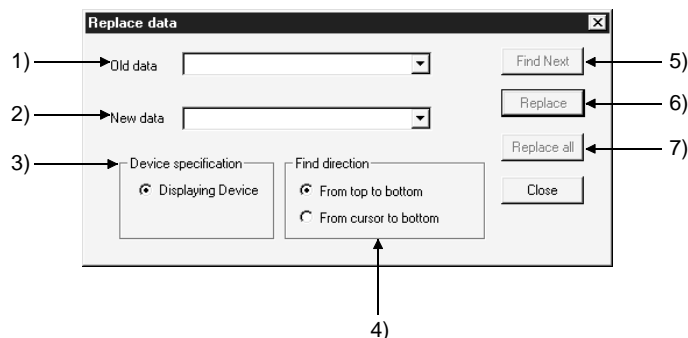 Replace data
1) Old data Find Next 5)
2) New data Replace 6)
3) Device specification Find direction Replace all 7)
Displaying Device From top to bottom Close
From cursor to bottom
4)